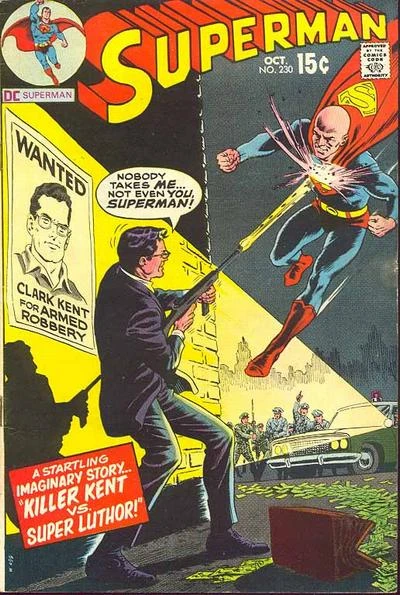 SUPERMAN
DC SUPERMAN
OCT.
NO. 230
15¢
APPROVED
BY THE
COMICS
CODE
AUTHORITY
WANTED
CLARK KENT
FOR ARMED
ROBBERY
NOBODY
TAKES ME...
NOT EVEN YOU,
SUPERMAN!
S
A STARTLING
IMAGINARY STORY...
"KILLER KENT
VS.
SUPER LUTHOR!"